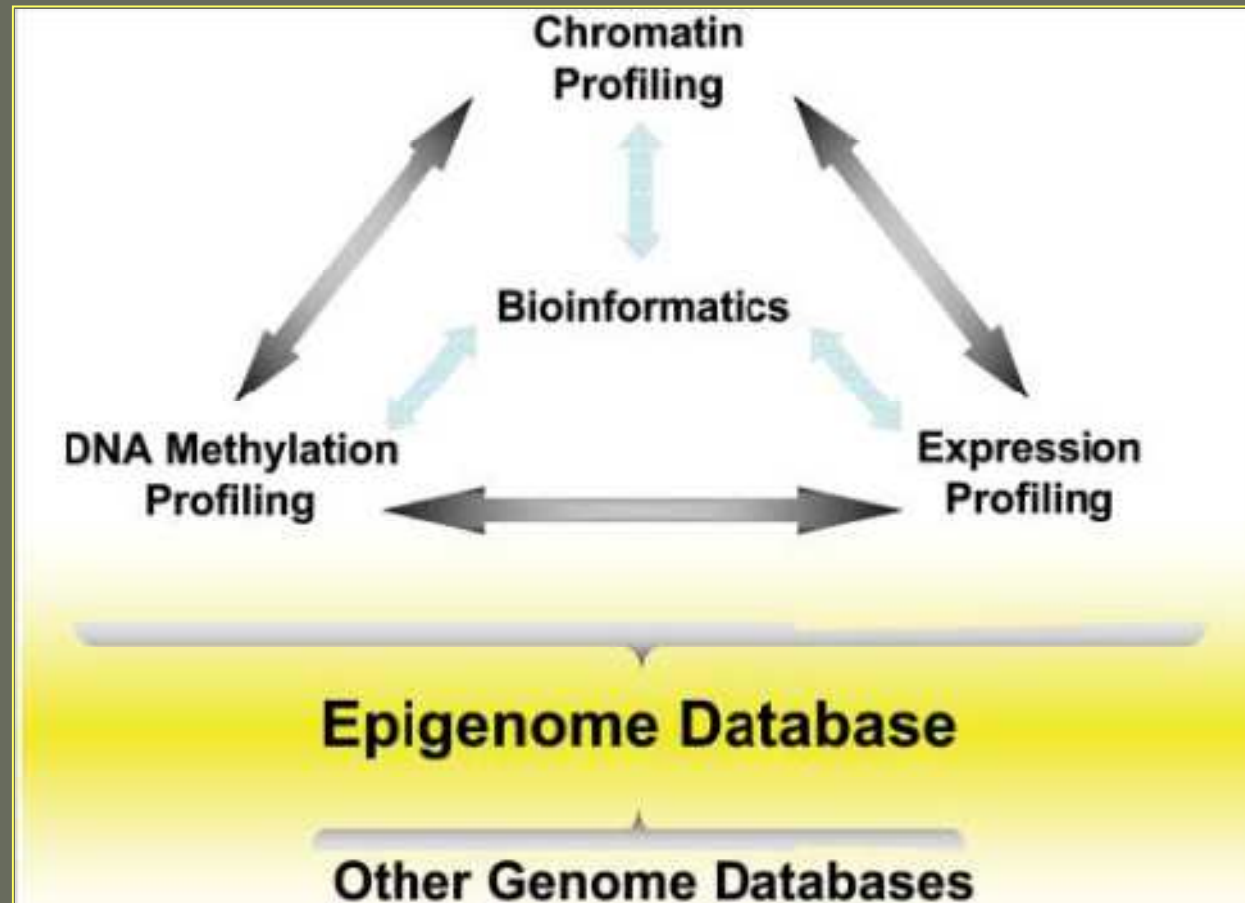 Chromatin
Profiling
Bioinformatics
DNA Methylation
Profiling
Expression
Profiling
Epigenome Database
Other Genome Databases